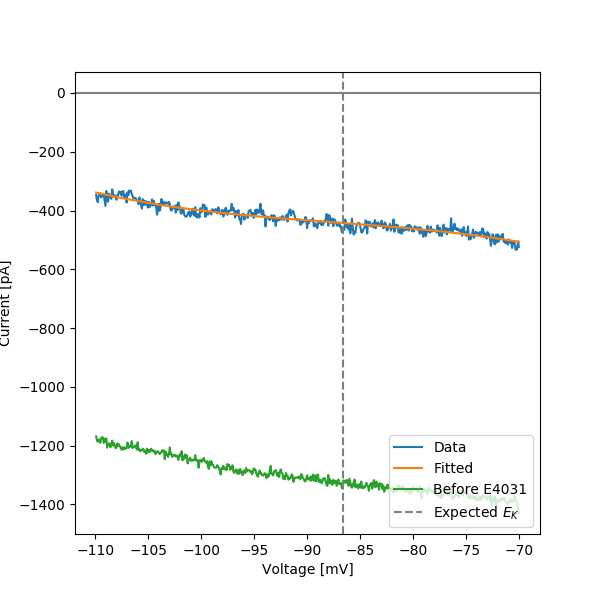 0
−200
−400
−600
−800
−1000
−1200
−1400
Current [pA]
−110
−105
−100
−95
−90
−85
−80
−75
−70
Voltage [mV]
Data
Fitted
Before E4031
Expected E_K